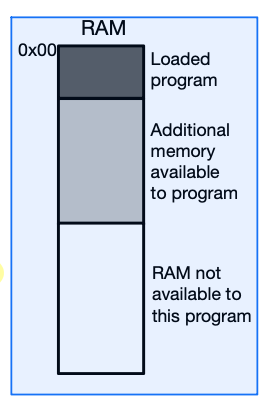 RAM
0x00
Loaded
program
Additional
memory
available
to program
RAM not
available to
this program